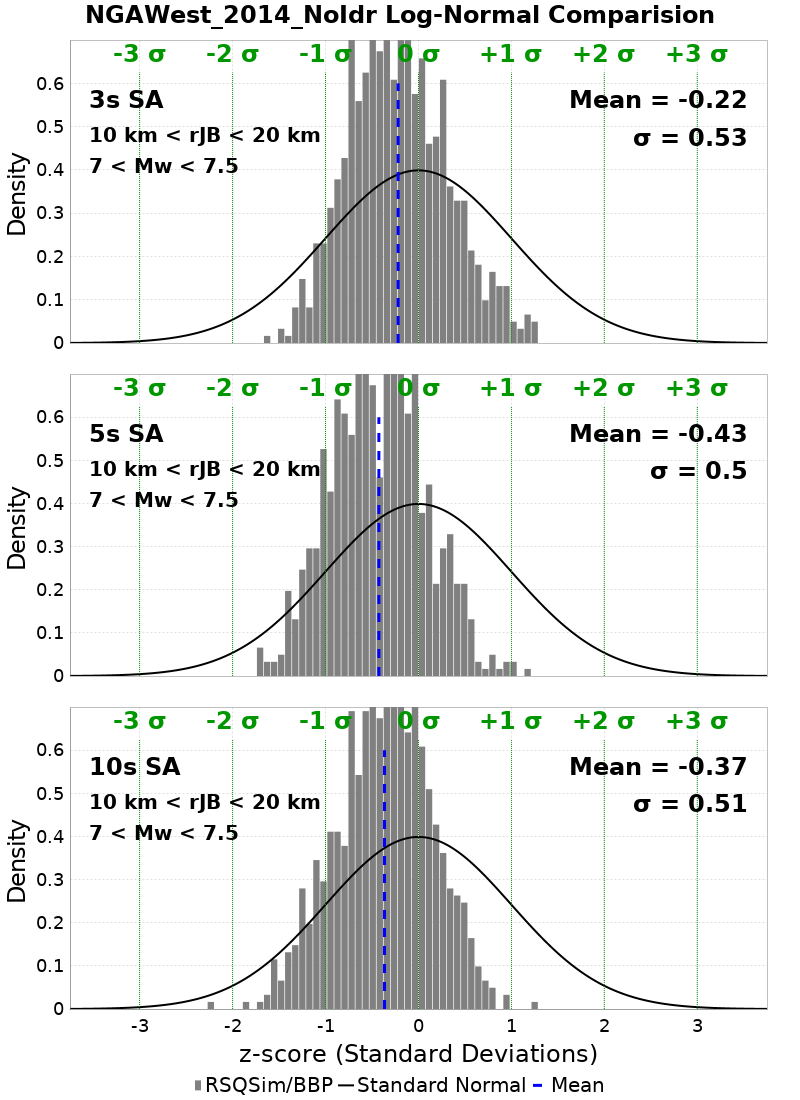 NGAWest_2014_NoIdr Log-Normal Comparision
-3 σ -2 σ -1 σ 0 σ +1 σ +2 σ +3 σ
3s SA
Mean = -0.22
10 km < rJB < 20 km
σ = 0.53
7 < Mw < 7.5
Density
0.6
0.5
0.4
0.3
0.2
0.1
0
-3 σ -2 σ -1 σ 0 σ +1 σ +2 σ +3 σ
5s SA
Mean = -0.43
10 km < rJB < 20 km
σ = 0.5
7 < Mw < 7.5
Density
0.6
0.5
0.4
0.3
0.2
0.1
0
-3 σ -2 σ -1 σ 0 σ +1 σ +2 σ +3 σ
10s SA
Mean = -0.37
10 km < rJB < 20 km
σ = 0.51
7 < Mw < 7.5
Density
0.6
0.5
0.4
0.3
0.2
0.1
0
-3 -2 -1 0 1 2 3
z-score (Standard Deviations)
RSQSim/BBP Standard Normal Mean